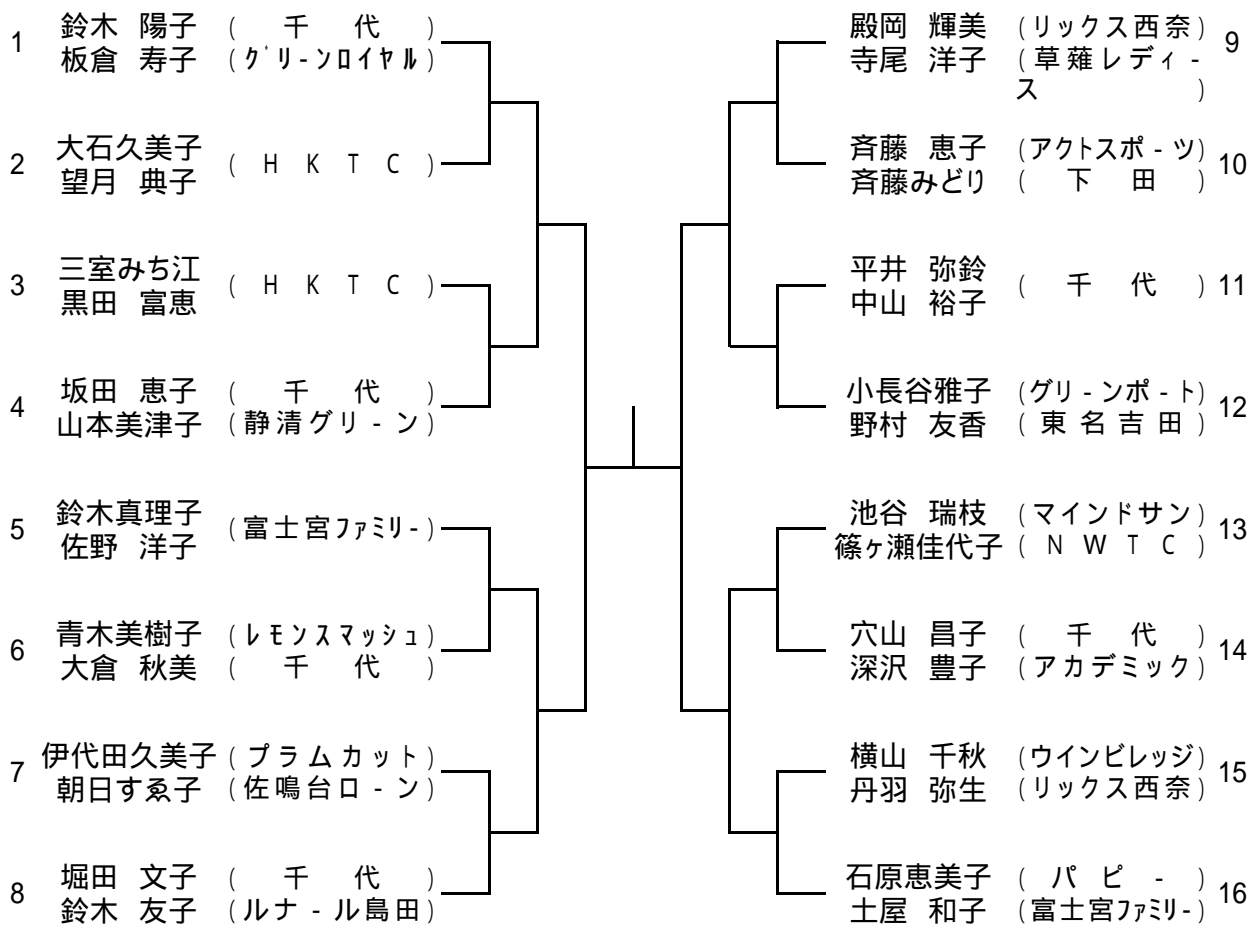 1 鈴木 陽子 ( 千 代 )
板倉 寿子 (グリ-ンロイヤル)
2 大石久美子 ( H K T C )
望月 典子
3 三室みち江 ( H K T C )
黒田 富恵
4 坂田 恵子 ( 千 代 )
山本美津子 (静清グリ-ン)
5 鈴木真理子 (富士宮ファミリ-)
佐野 洋子
6 青木美樹子 (レモンスマッシュ)
大倉 秋美 ( 千 代 )
7 伊代田久美子 (プラムカット)
朝日すゑ子 (佐鳴台ロ-ン)
8 堀田 文子 ( 千 代 )
鈴木 友子 (ルナ-ル島田)
殿岡 輝美 (リックス西奈) 9
寺尾 洋子 (草薙レディ-
ス )
斉藤 恵子 (アクトスポ-ツ) 10
斉藤みどり ( 下 田 )
平井 弥鈴 ( 千 代 ) 11
中山 裕子
小長谷雅子 (グリ-ンポ-ト) 12
野村 友香 (東名吉田)
池谷 瑞枝 (マインドサン) 13
篠ヶ瀬佳代子 ( N W T C )
穴山 昌子 ( 千 代 ) 14
深沢 豊子 (アカデミック)
横山 千秋 (ウインビレッジ) 15
丹羽 弥生 (リックス西奈)
石原恵美子 ( パ ピ - ) 16
土屋 和子 (富士宮ファミリ-)